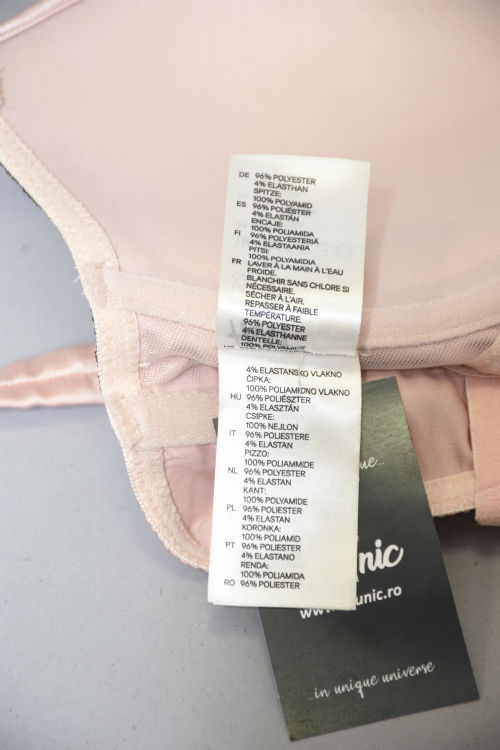 DE 96% POLYESTER
4% ELASTHAN
SPITZE:
100% POLYAMID
ES 96% POLIÉSTER
4% ELASTÁN
ENCAJE:
100% POLIAMIDA
FI 96% POLYESTERIÄ
4% ELASTAANIA
PITSI:
100% POLYAMIDIA
FR LAVER À LA MAIN À L'EAU
FROIDE.
BLANCHIR SANS CHLORE SI
NÉCESSAIRE.
SÉCHER À L'AIR.
REPASSER À FAIBLE
TEMPÉRATURE.
96% POLYESTER
4% ELASTHANNE
DENTELLE:
100% POLYAMIDE
4% ELASTANSKO VLAKNO
ČIPKA:
100% POLIAMIDNO VLAKNO
HU 96% POLIÉSZTER
4% ELASZTÁN
CSIPKE:
100% NEJLON
IT 96% POLIESTERE
4% ELASTAN
PIZZO:
100% POLIAMMIDE
NL 96% POLYESTER
4% ELASTAN
KANT:
100% POLYAMIDE
PL 96% POLIESTER
4% ELASTAN
KORONKA:
100% POLIAMID
PT 96% POLIESTER
4% ELASTANO
RENDA:
100% POLIAMIDA
RO 96% POLIESTER
nic
unic.ro
...in unique universe